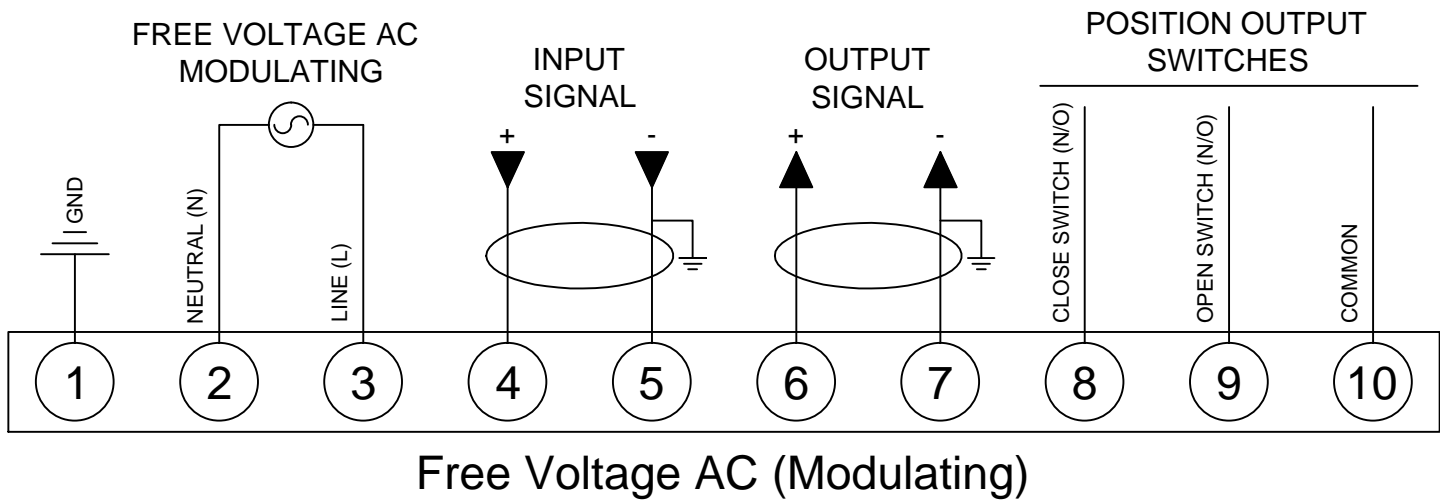 FREE VOLTAGE AC
MODULATING
INPUT
SIGNAL
OUTPUT
SIGNAL
POSITION OUTPUT
SWITCHES
+
-
+
-
GND
NEUTRAL (N)
LINE (L)
CLOSE SWITCH (N/O)
OPEN SWITCH (N/O)
COMMON
1 2 3 4 5 6 7 8 9 10
Free Voltage AC (Modulating)